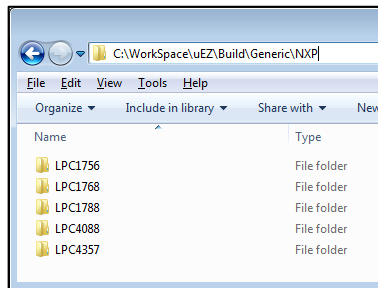 C:\WorkSpace\uEZ\Build\Generic\NXP
File Edit View Tools Help
Organize Include in library Share with New
Name Type
LPC1756 File folder
LPC1768 File folder
LPC1788 File folder
LPC4088 File folder
LPC4357 File folder